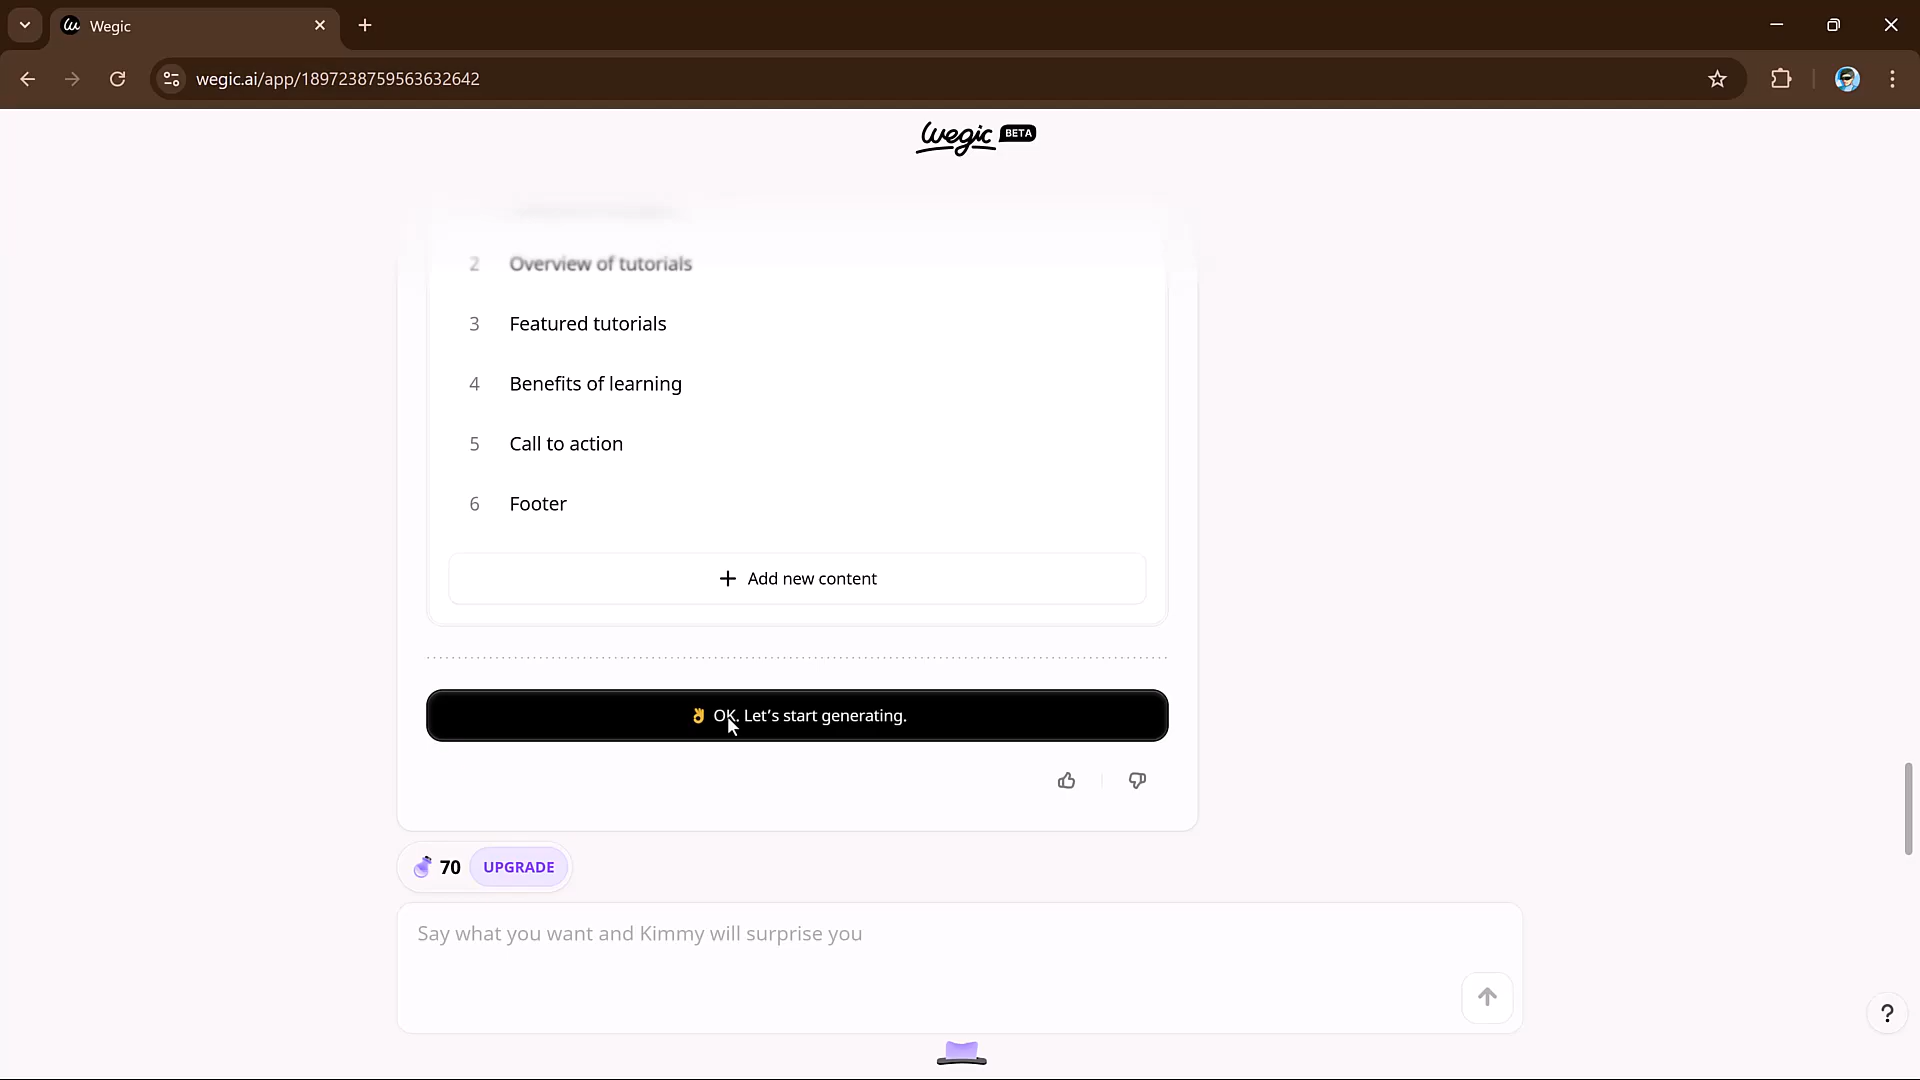 Wegic
wegic.ai/app/1897238759563632642
Wegic BETA
2 Overview of tutorials
3 Featured tutorials
4 Benefits of learning
5 Call to action
6 Footer
+ Add new content
👌 OK. Let’s start generating.
70 UPGRADE
Say what you want and Kimmy will surprise you
?